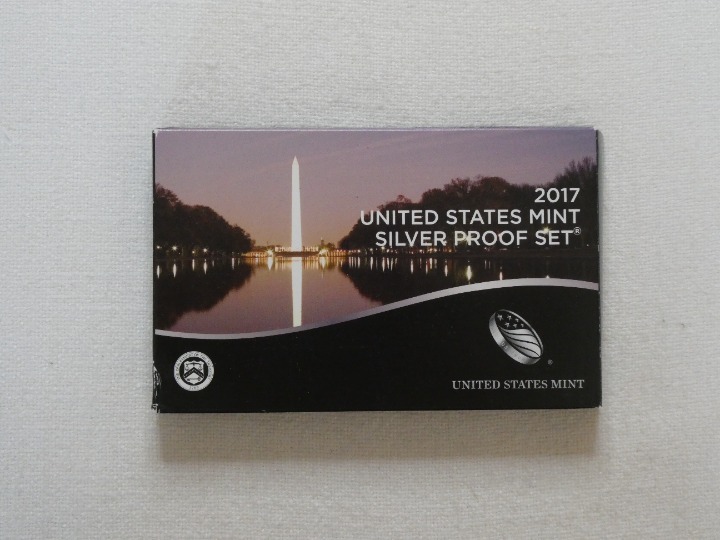 2017
UNITED STATES MINT
SILVER PROOF SET®
®
UNITED STATES MINT